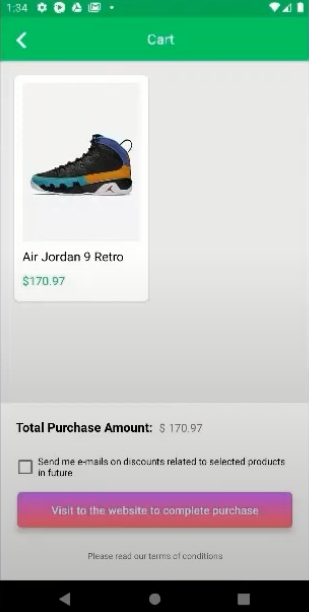 1:34
Cart
Air Jordan 9 Retro
$170.97
Total Purchase Amount: $ 170.97
Send me e-mails on discounts related to selected products
in future
Visit to the website to complete purchase
Please read our terms of conditions